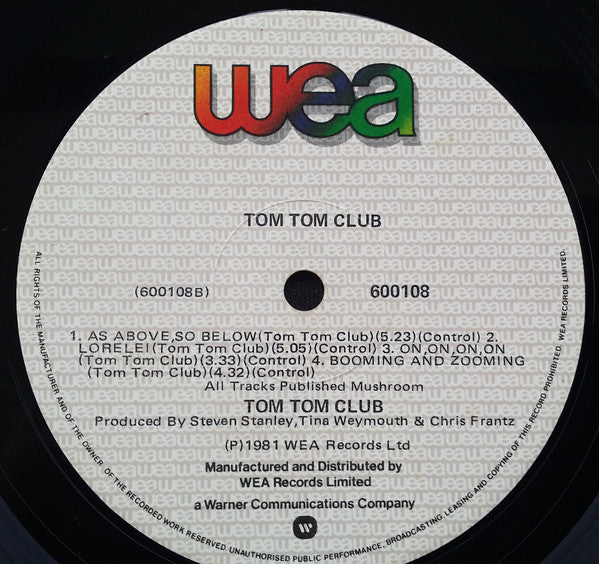 wea
TOM TOM CLUB
(600108B) 600108
1. AS ABOVE,SO BELOW(Tom Tom Club)(5.23)(Control) 2.
LORELEI(Tom Tom Club)(5.05)(Control) 3. ON,ON,ON,ON
(Tom Tom Club)(3.33)(Control) 4. BOOMING AND ZOOMING
(Tom Tom Club)(4.32)(Control)
All Tracks Published Mushroom
TOM TOM CLUB
Produced By Steven Stanley,Tina Weymouth & Chris Frantz
(P)1981 WEA Records Ltd
Manufactured and Distributed by
WEA Records Limited
a Warner Communications Company
ALL RIGHTS OF THE MANUFACTURER AND OF THE OWNER OF THE RECORDED WORK RESERVED. UNAUTHORISED PUBLIC PERFORMANCE, BROADCASTING, LEASING AND COPYING OF THIS RECORD PROHIBITED. WEA RECORDS LIMITED.